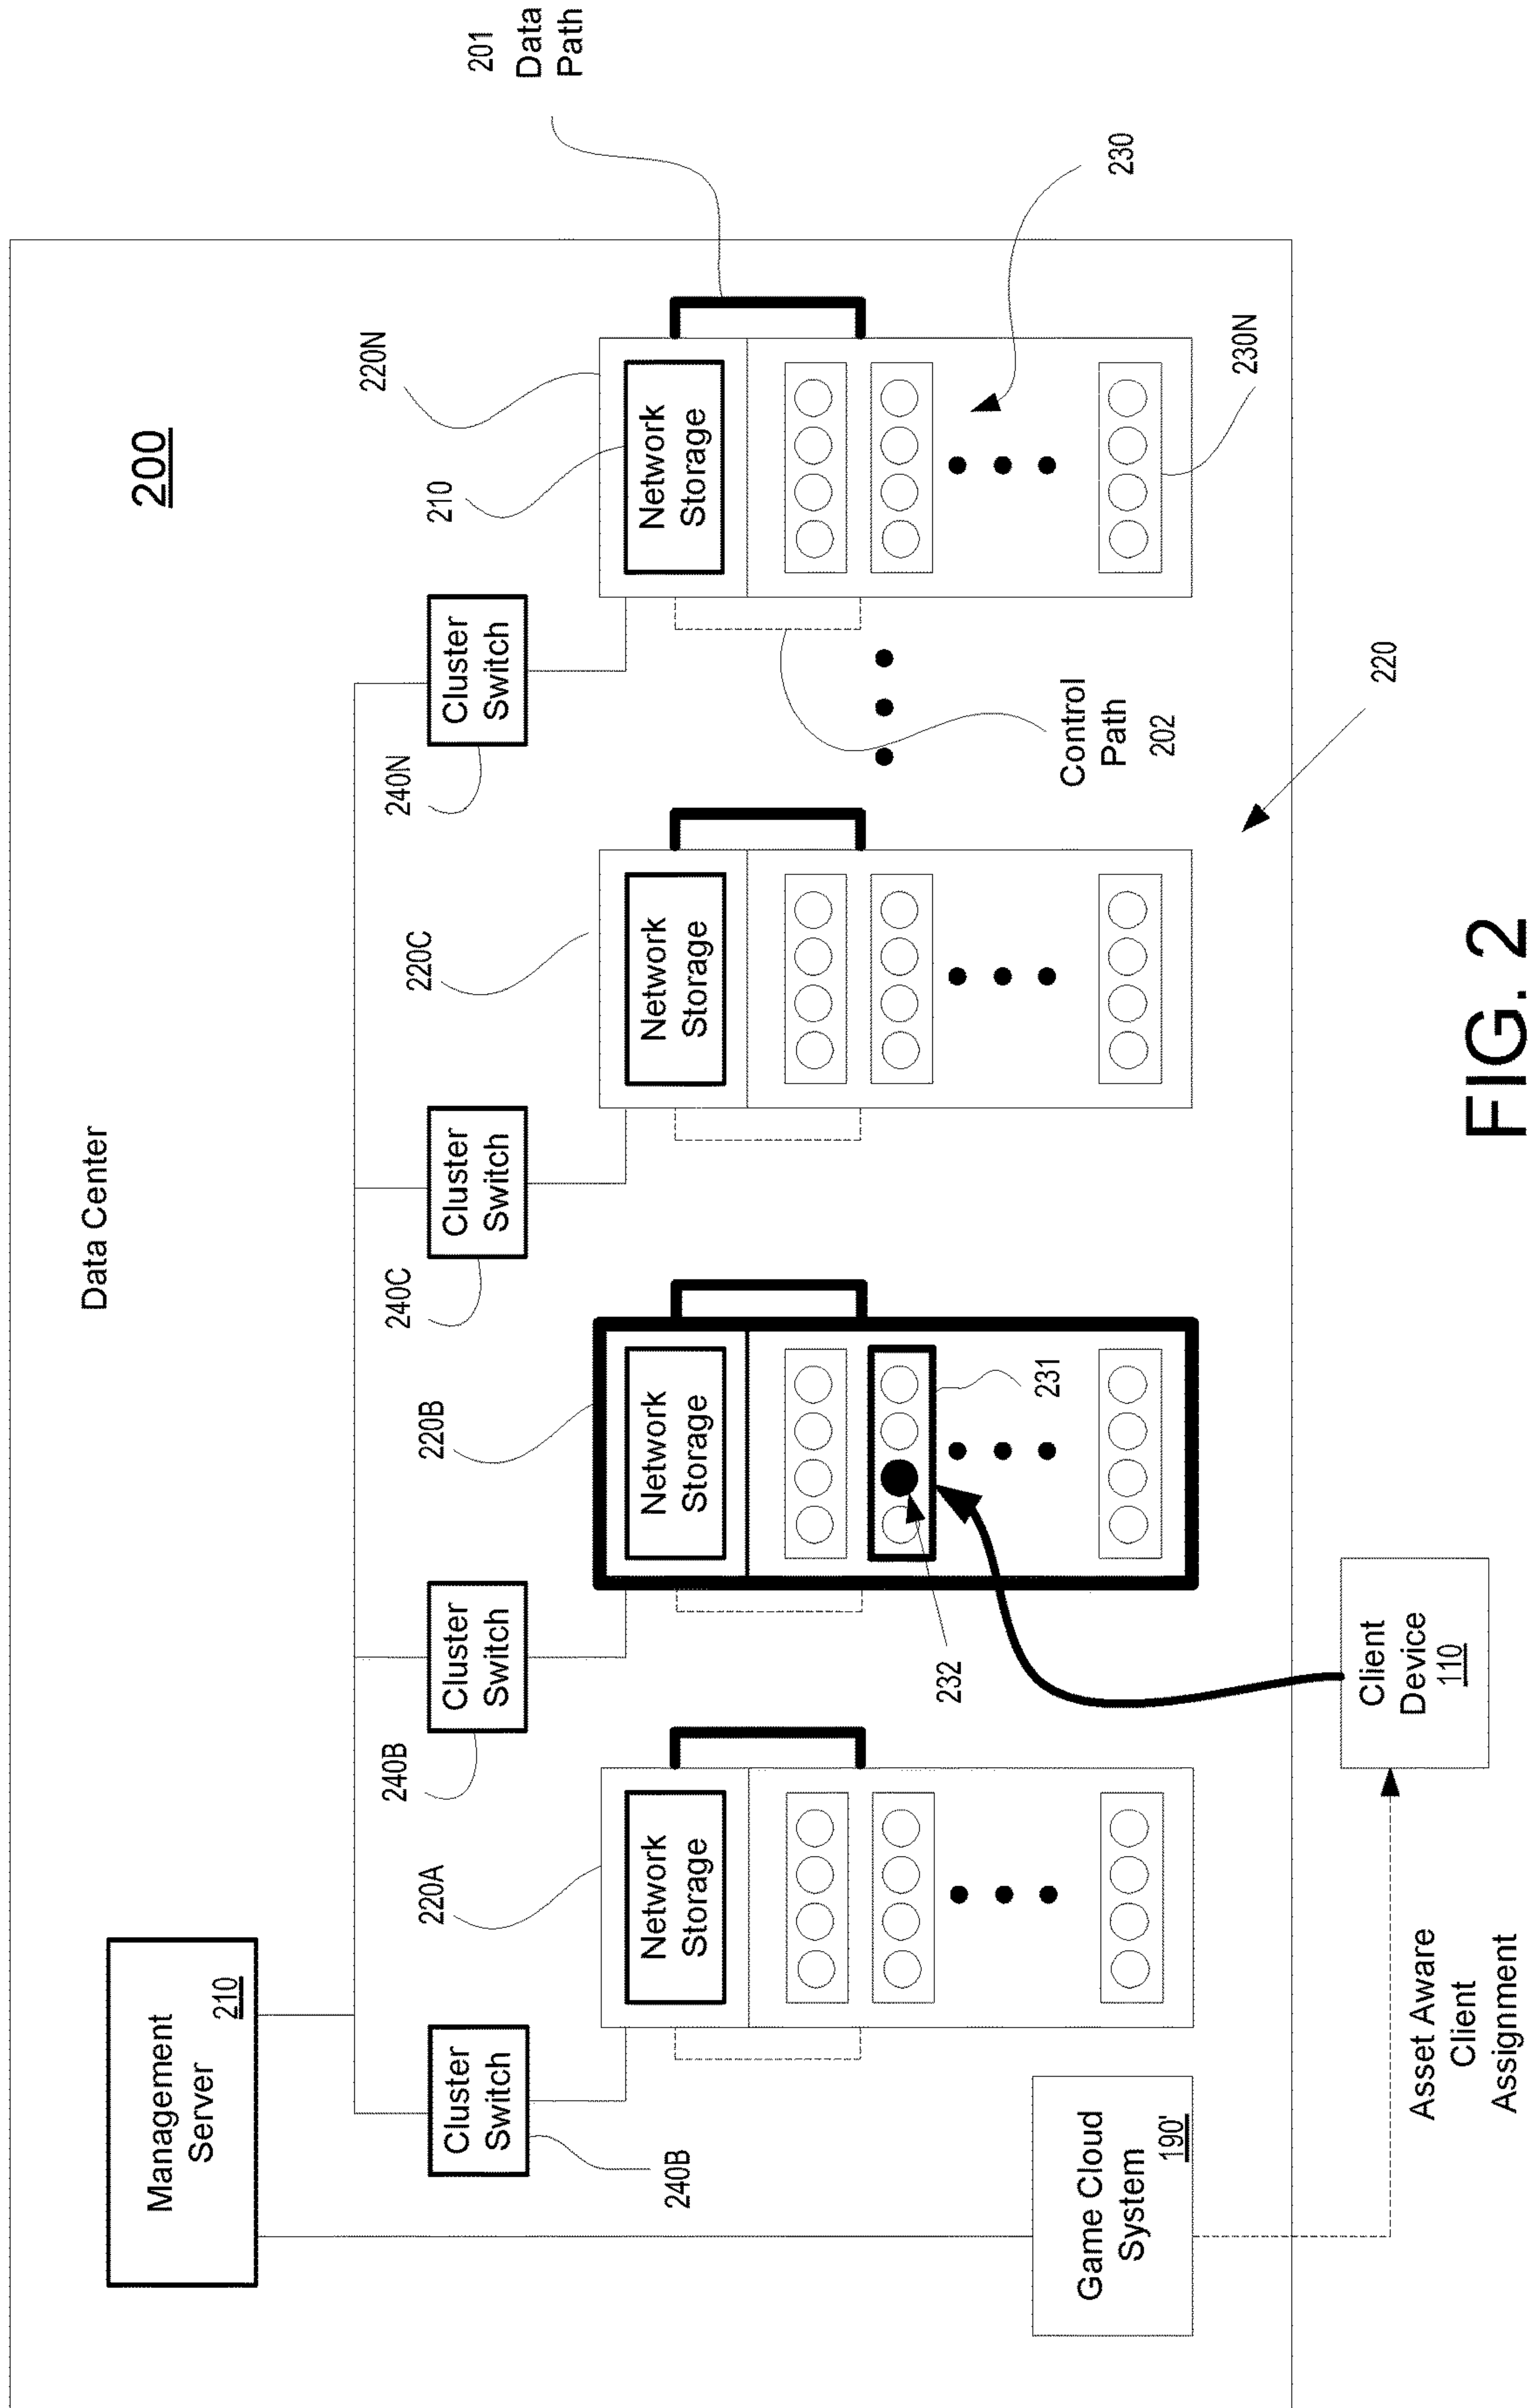 Data Center
200
Management
Server
210
Cluster
Switch
240B
Cluster
Switch
240B
Cluster
Switch
240C
Cluster
Switch
240N
220A
220B
220C
220N
210
201
Data
Path
Network
Storage
Network
Storage
Network
Storage
Network
Storage
231
232
230
230N
Control
Path
202
220
Game Cloud
System
190'
Client
Device
110
Asset Aware
Client
Assignment
FIG. 2